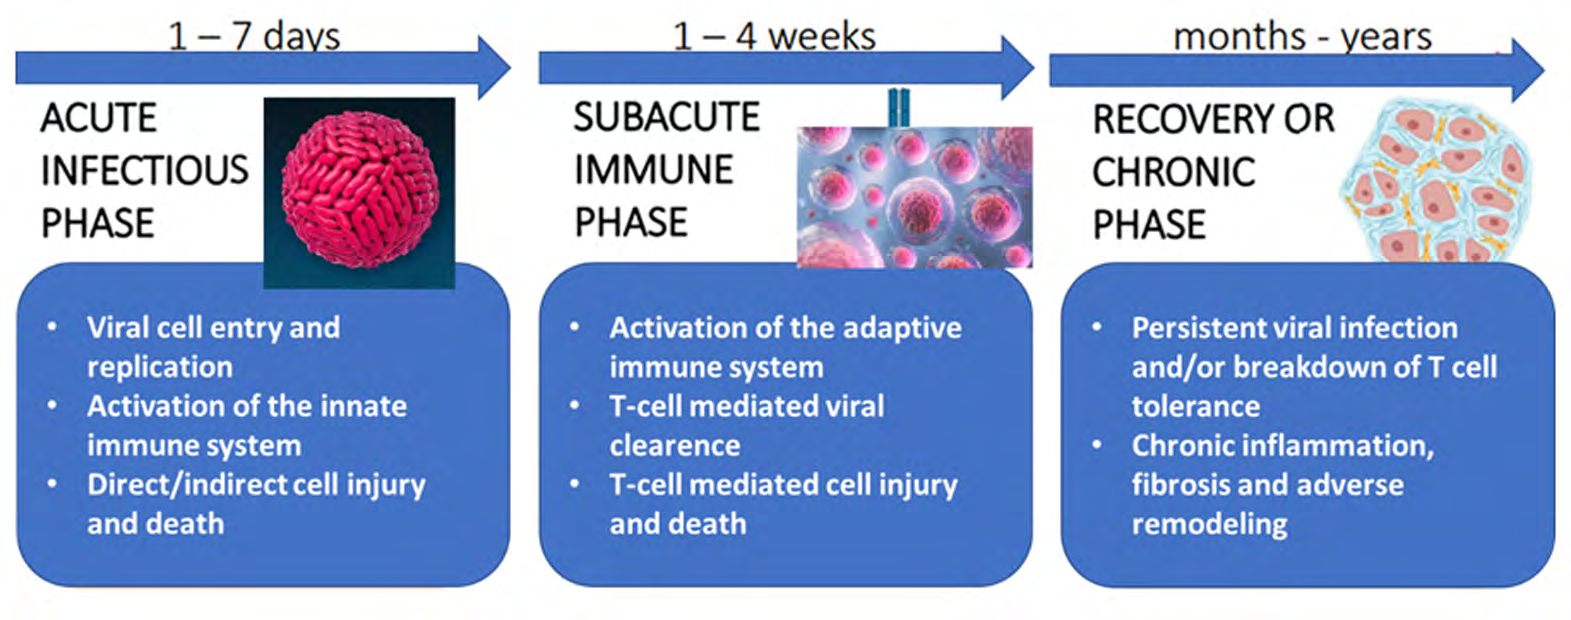 1 – 7 days
ACUTE
INFECTIOUS
PHASE
• Viral cell entry and
replication
• Activation of the innate
immune system
• Direct/indirect cell injury
and death
1 – 4 weeks
SUBACUTE
IMMUNE
PHASE
• Activation of the adaptive
immune system
• T-cell mediated viral
clearence
• T-cell mediated cell injury
and death
months - years
RECOVERY OR
CHRONIC
PHASE
• Persistent viral infection
and/or breakdown of T cell
tolerance
• Chronic inflammation,
fibrosis and adverse
remodeling